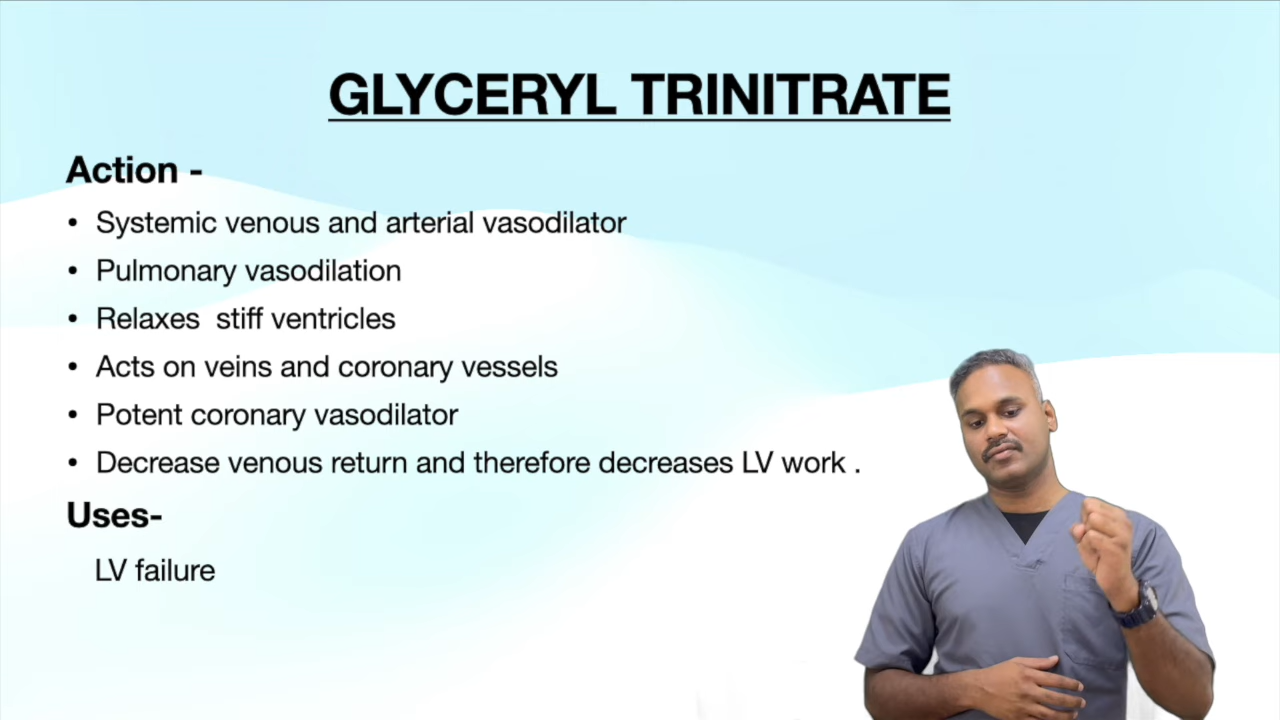 GLYCERYL TRINITRATE
Action -
• Systemic venous and arterial vasodilator
• Pulmonary vasodilation
• Relaxes  stiff ventricles
• Acts on veins and coronary vessels
• Potent coronary vasodilator
• Decrease venous return and therefore decreases LV work .
Uses-
LV failure